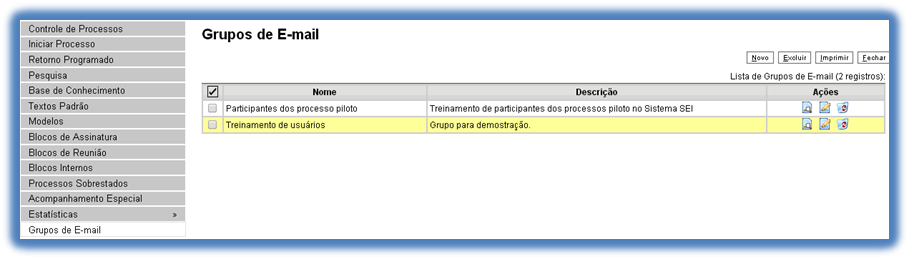 Controle de Processos
Iniciar Processo
Retorno Programado
Pesquisa
Base de Conhecimento
Textos Padrão
Modelos
Blocos de Assinatura
Blocos de Reunião
Blocos Internos
Processos Sobrestados
Acompanhamento Especial
Estatísticas »
Grupos de E-mail
Grupos de E-mail
Novo Excluir Imprimir Fechar
Lista de Grupos de E-mail (2 registros):
Nome Descrição Ações
Participantes dos processo piloto Treinamento de participantes dos processos piloto no Sistema SEI
Treinamento de usuários Grupo para demostração.